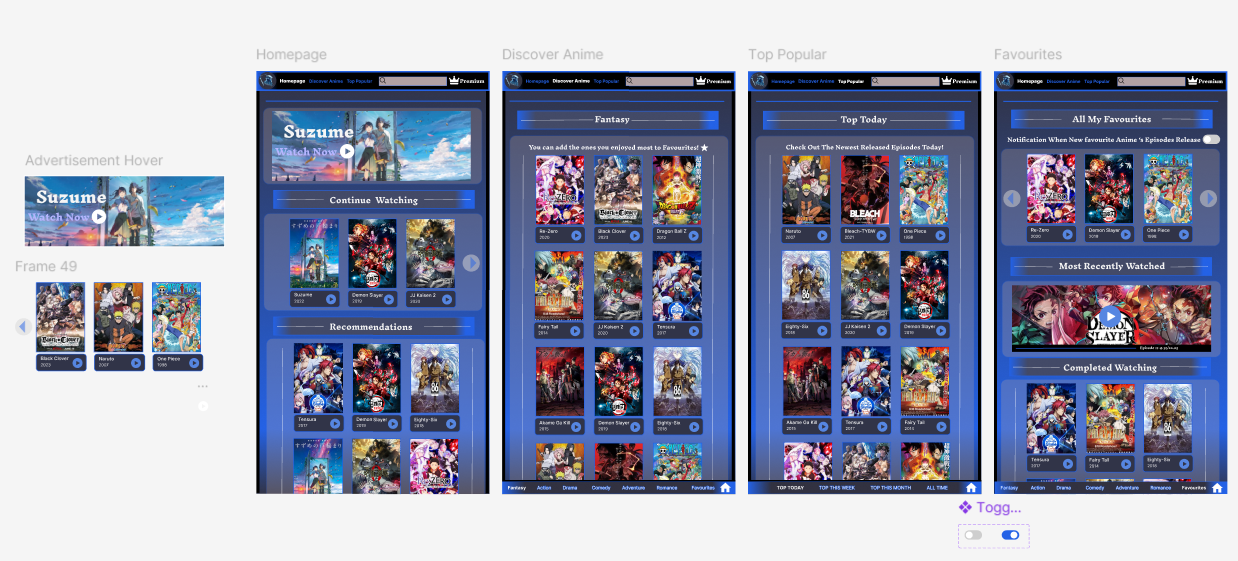 Homepage
Homepage Discover Anime Top Popular Premium
Suzume
Watch Now
Continue Watching
Suzume
2022
Demon Slayer
2019
JJ Kaisen 2
2020
Recommendations
Tensura
2017
Demon Slayer
2019
Eighty-Six
2018
Discover Anime
Homepage Discover Anime Top Popular Premium
Fantasy
You can add the ones you enjoyed most to Favourites!
Re-Zero
2020
Black Clover
2023
Dragon Ball Z
2012
Fairy Tail
2014
JJ Kaisen 2
2020
Tensura
2017
Akame Ga Kill
2015
Demon Slayer
2019
Eighty-Six
2018
Fantasy Action Drama Comedy Adventure Romance Favourites
Top Popular
Homepage Discover Anime Top Popular Premium
Top Today
Check Out The Newest Released Episodes Today!
Naruto
2007
BLEACH
Bleach-TYBW
2021
One Piece
1998
Eighty-Six
2018
JJ Kaisen 2
2020
Demon Slayer
2019
Akame Ga Kill
2015
Tensura
2017
Fairy Tail
TOP TODAY TOP THIS WEEK TOP THIS MONTH ALL TIME
Favourites
Homepage Discover Anime Top Popular Premium
All My Favourites
Notification When New favourite Anime 's Episodes Release
Re-Zero
2020
Demon Slayer
2019
One Piece
1998
Most Recently Watched
DEMON
SLAYER
Completed Watching
Tensura
2017
Fairy Tail
2014
Eighty-Six
2018
Fantasy Action Drama Comedy Adventure Romance Favourites
Advertisement Hover
Suzume
Watch Now
Frame 49
Black Clover
2023
Naruto
2007
One Piece
1998
Togg...